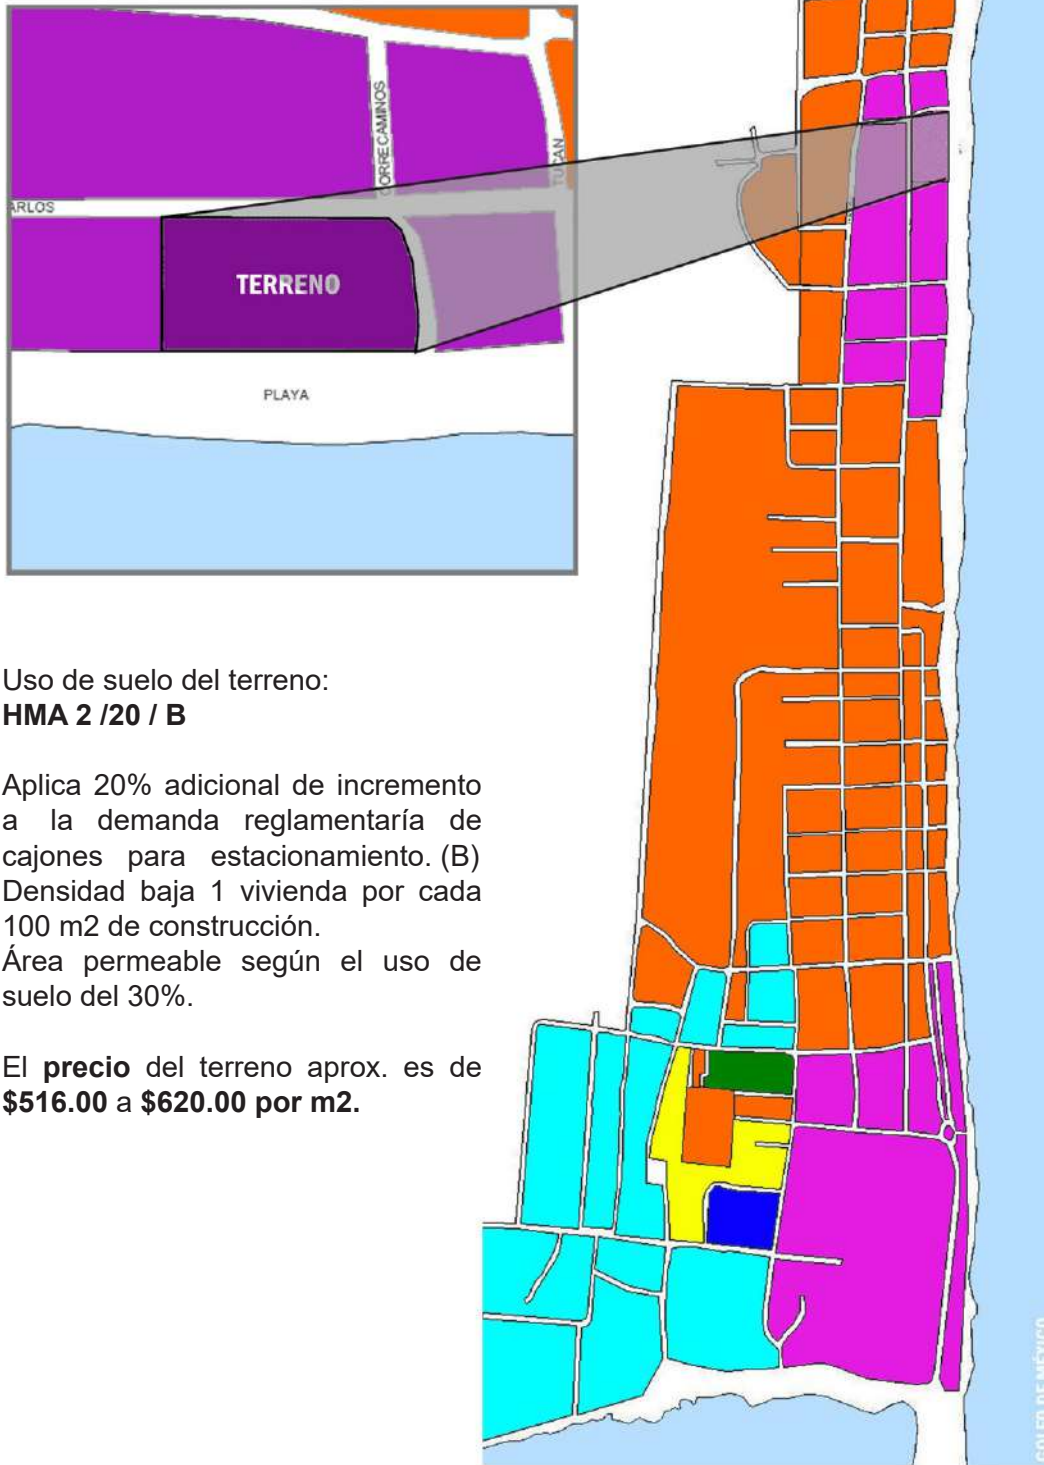 CORRECAMINOS
TUCAN
ARLOS
TERRENO
PLAYA
Uso de suelo del terreno:
HMA 2 /20 / B
Aplica 20% adicional de incremento
a la demanda reglamentaría de
cajones para estacionamiento. (B)
Densidad baja 1 vivienda por cada
100 m2 de construcción.
Área permeable según el uso de
suelo del 30%.
El precio del terreno aprox. es de
$516.00 a $620.00 por m2.
GOLFO DE MÉXICO